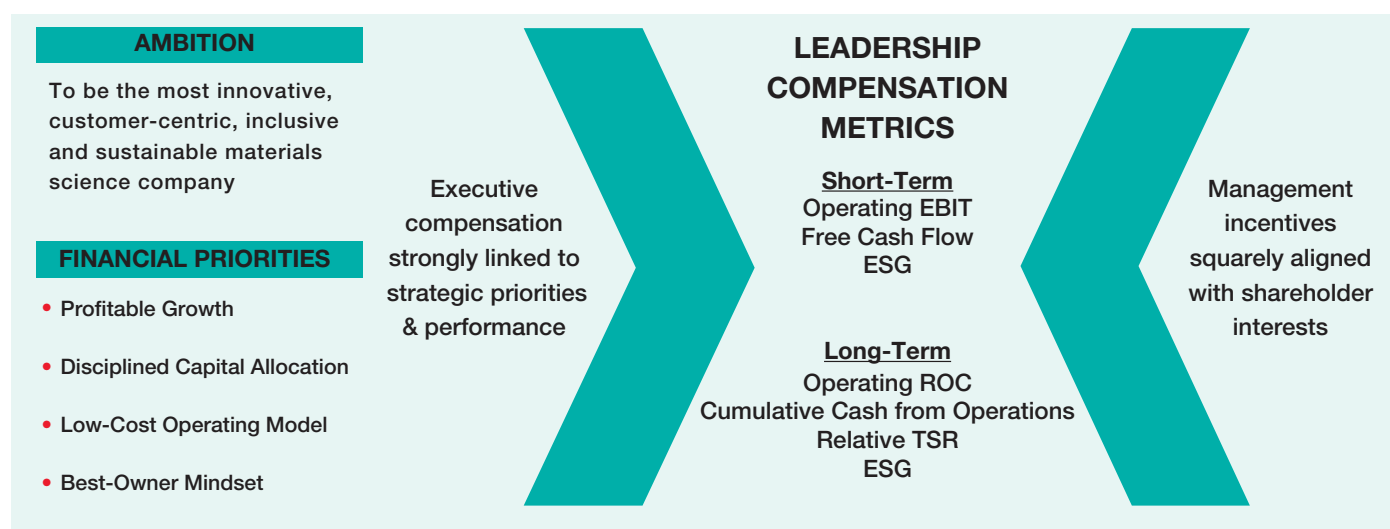 AMBITION
To be the most innovative,
customer-centric, inclusive
and sustainable materials
science company
FINANCIAL PRIORITIES
• Profitable Growth
• Disciplined Capital Allocation
• Low-Cost Operating Model
• Best-Owner Mindset
Executive
compensation
strongly linked to
strategic priorities
& performance
LEADERSHIP
COMPENSATION
METRICS
Short-Term
Operating EBIT
Free Cash Flow
ESG
Long-Term
Operating ROC
Cumulative Cash from Operations
Relative TSR
ESG
Management
incentives
squarely aligned
with shareholder
interests